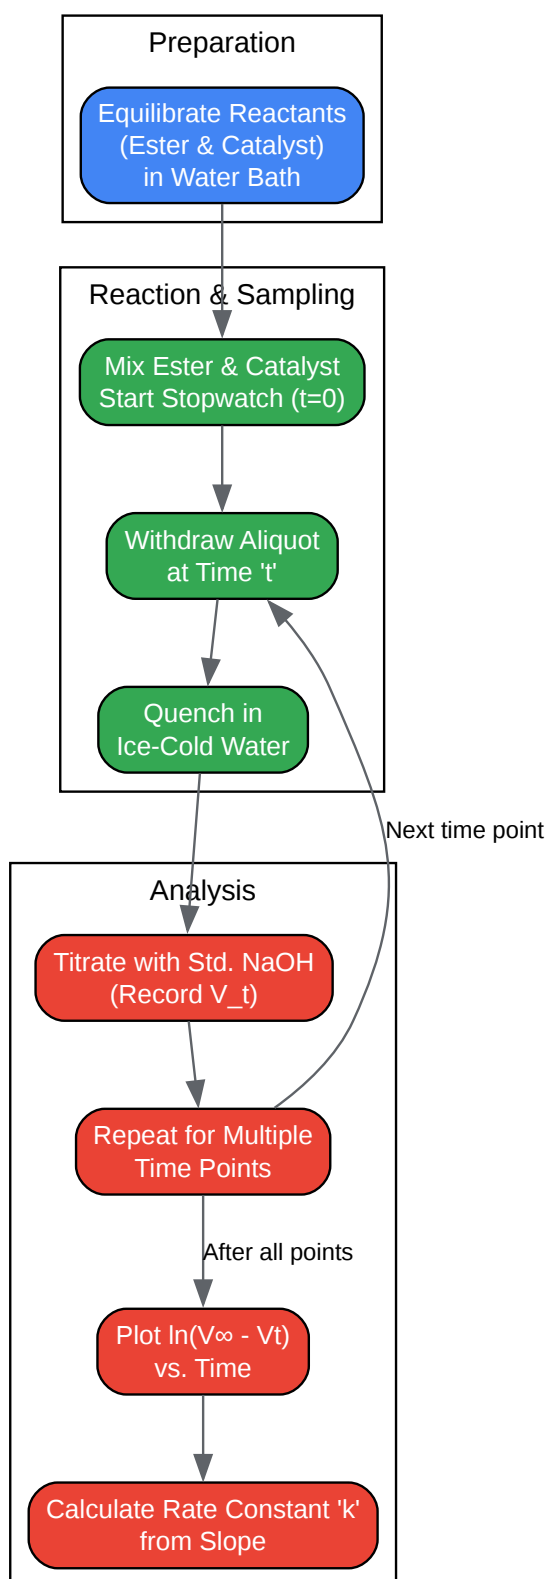 Preparation
Equilibrate Reactants
(Ester & Catalyst)
in Water Bath
Reaction & Sampling
Mix Ester & Catalyst
Start Stopwatch (t=0)
Withdraw Aliquot
at Time 't'
Quench in
Ice-Cold Water
Next time point
Analysis
Titrate with Std. NaOH
(Record V_t)
Repeat for Multiple
Time Points
After all points
Plot ln(V∞ - Vt)
vs. Time
Calculate Rate Constant 'k'
from Slope